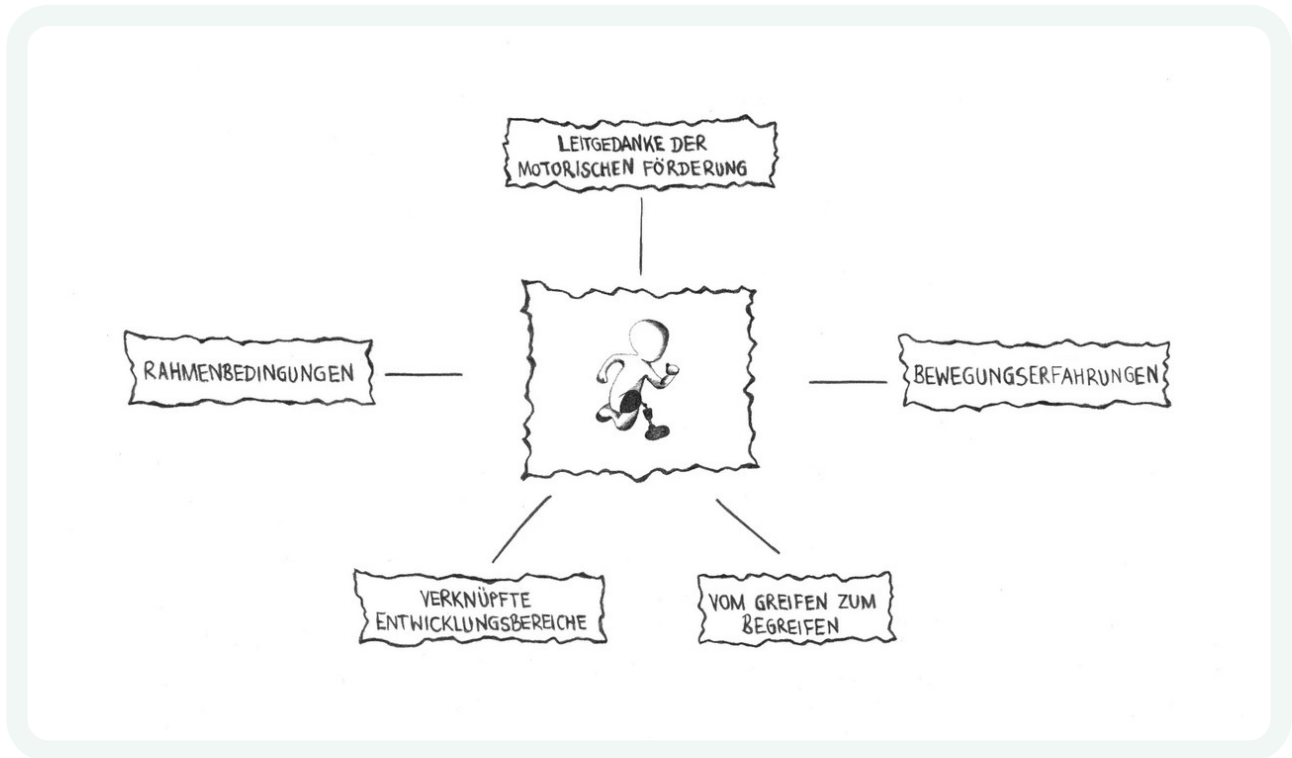 LEITGEDANKE DER
MOTORISCHEN FÖRDERUNG
RAHMENBEDINGUNGEN
BEWEGUNGSERFAHRUNGEN
VERKNÜPFTE
ENTWICKLUNGSBEREICHE
VOM GREIFEN ZUM
BEGREIFEN